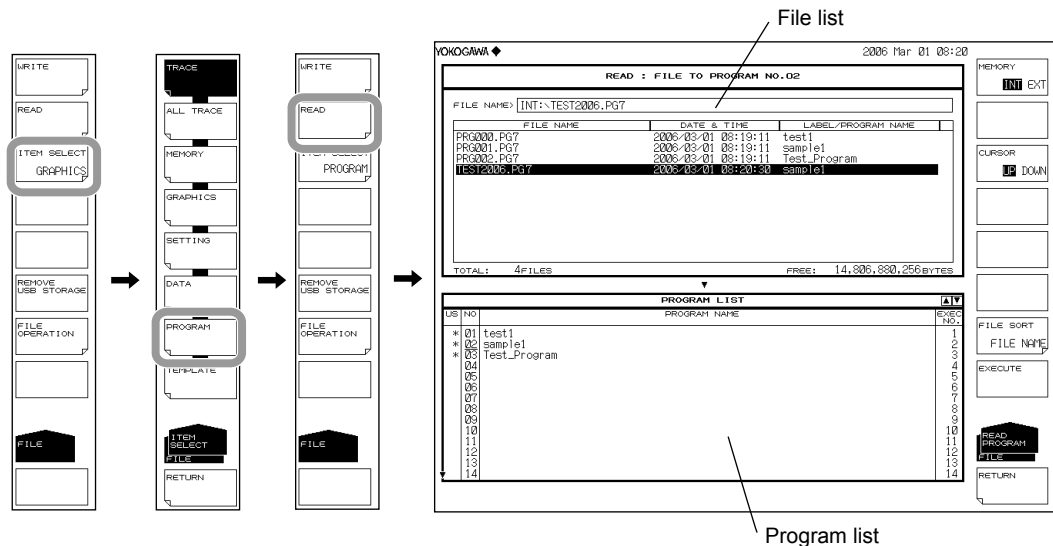 File list
WRITE
READ
ITEM SELECT
GRAPHICS
REMOVE
USB STORAGE
FILE
OPERATION
FILE
TRACE
ALL TRACE
MEMORY
GRAPHICS
SETTING
DATA
PROGRAM
TEMPLATE
ITEM
SELECT
FILE
RETURN
WRITE
READ
ITEM SELECT
PROGRAM
REMOVE
USB STORAGE
FILE
OPERATION
FILE
YOKOGAWA 2006 Mar 01 08:20
READ : FILE TO PROGRAM NO.02
FILE NAME> INT:\TEST2006.PG7
FILE NAME DATE & TIME LABEL/PROGRAM NAME
PRG000.PG7 2006/03/01 08:19:11 test1
PRG001.PG7 2006/03/01 08:19:11 sample1
PRG002.PG7 2006/03/01 08:19:11 Test_Program
TEST2006.PG7 2006/03/01 08:20:30 sample1
TOTAL: 4FILES FREE: 14,806,880,256BYTES
PROGRAM LIST
US NO PROGRAM NAME EXEC NO.
* 01 test1 1
* 02 sample1 2
* 03 Test_Program 3
04 4
05 5
06 6
07 7
08 8
09 9
10 10
11 11
12 12
13 13
14 14
MEMORY
INT EXT
CURSOR
UP DOWN
FILE SORT
FILE NAME
EXECUTE
READ
PROGRAM
FILE
RETURN
Program list